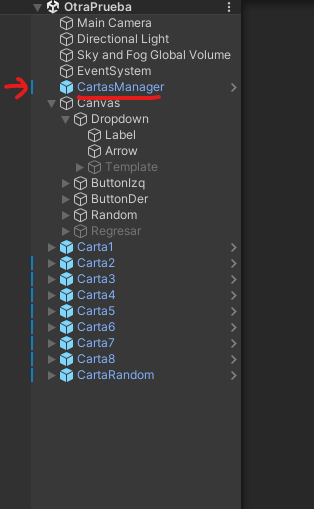 OtraPrueba
Main Camera
Directional Light
Sky and Fog Global Volume
EventSystem
CartasManager
Canvas
Dropdown
Label
Arrow
Template
ButtonIzq
ButtonDer
Random
Regresar
Carta1
Carta2
Carta3
Carta4
Carta5
Carta6
Carta7
Carta8
CartaRandom